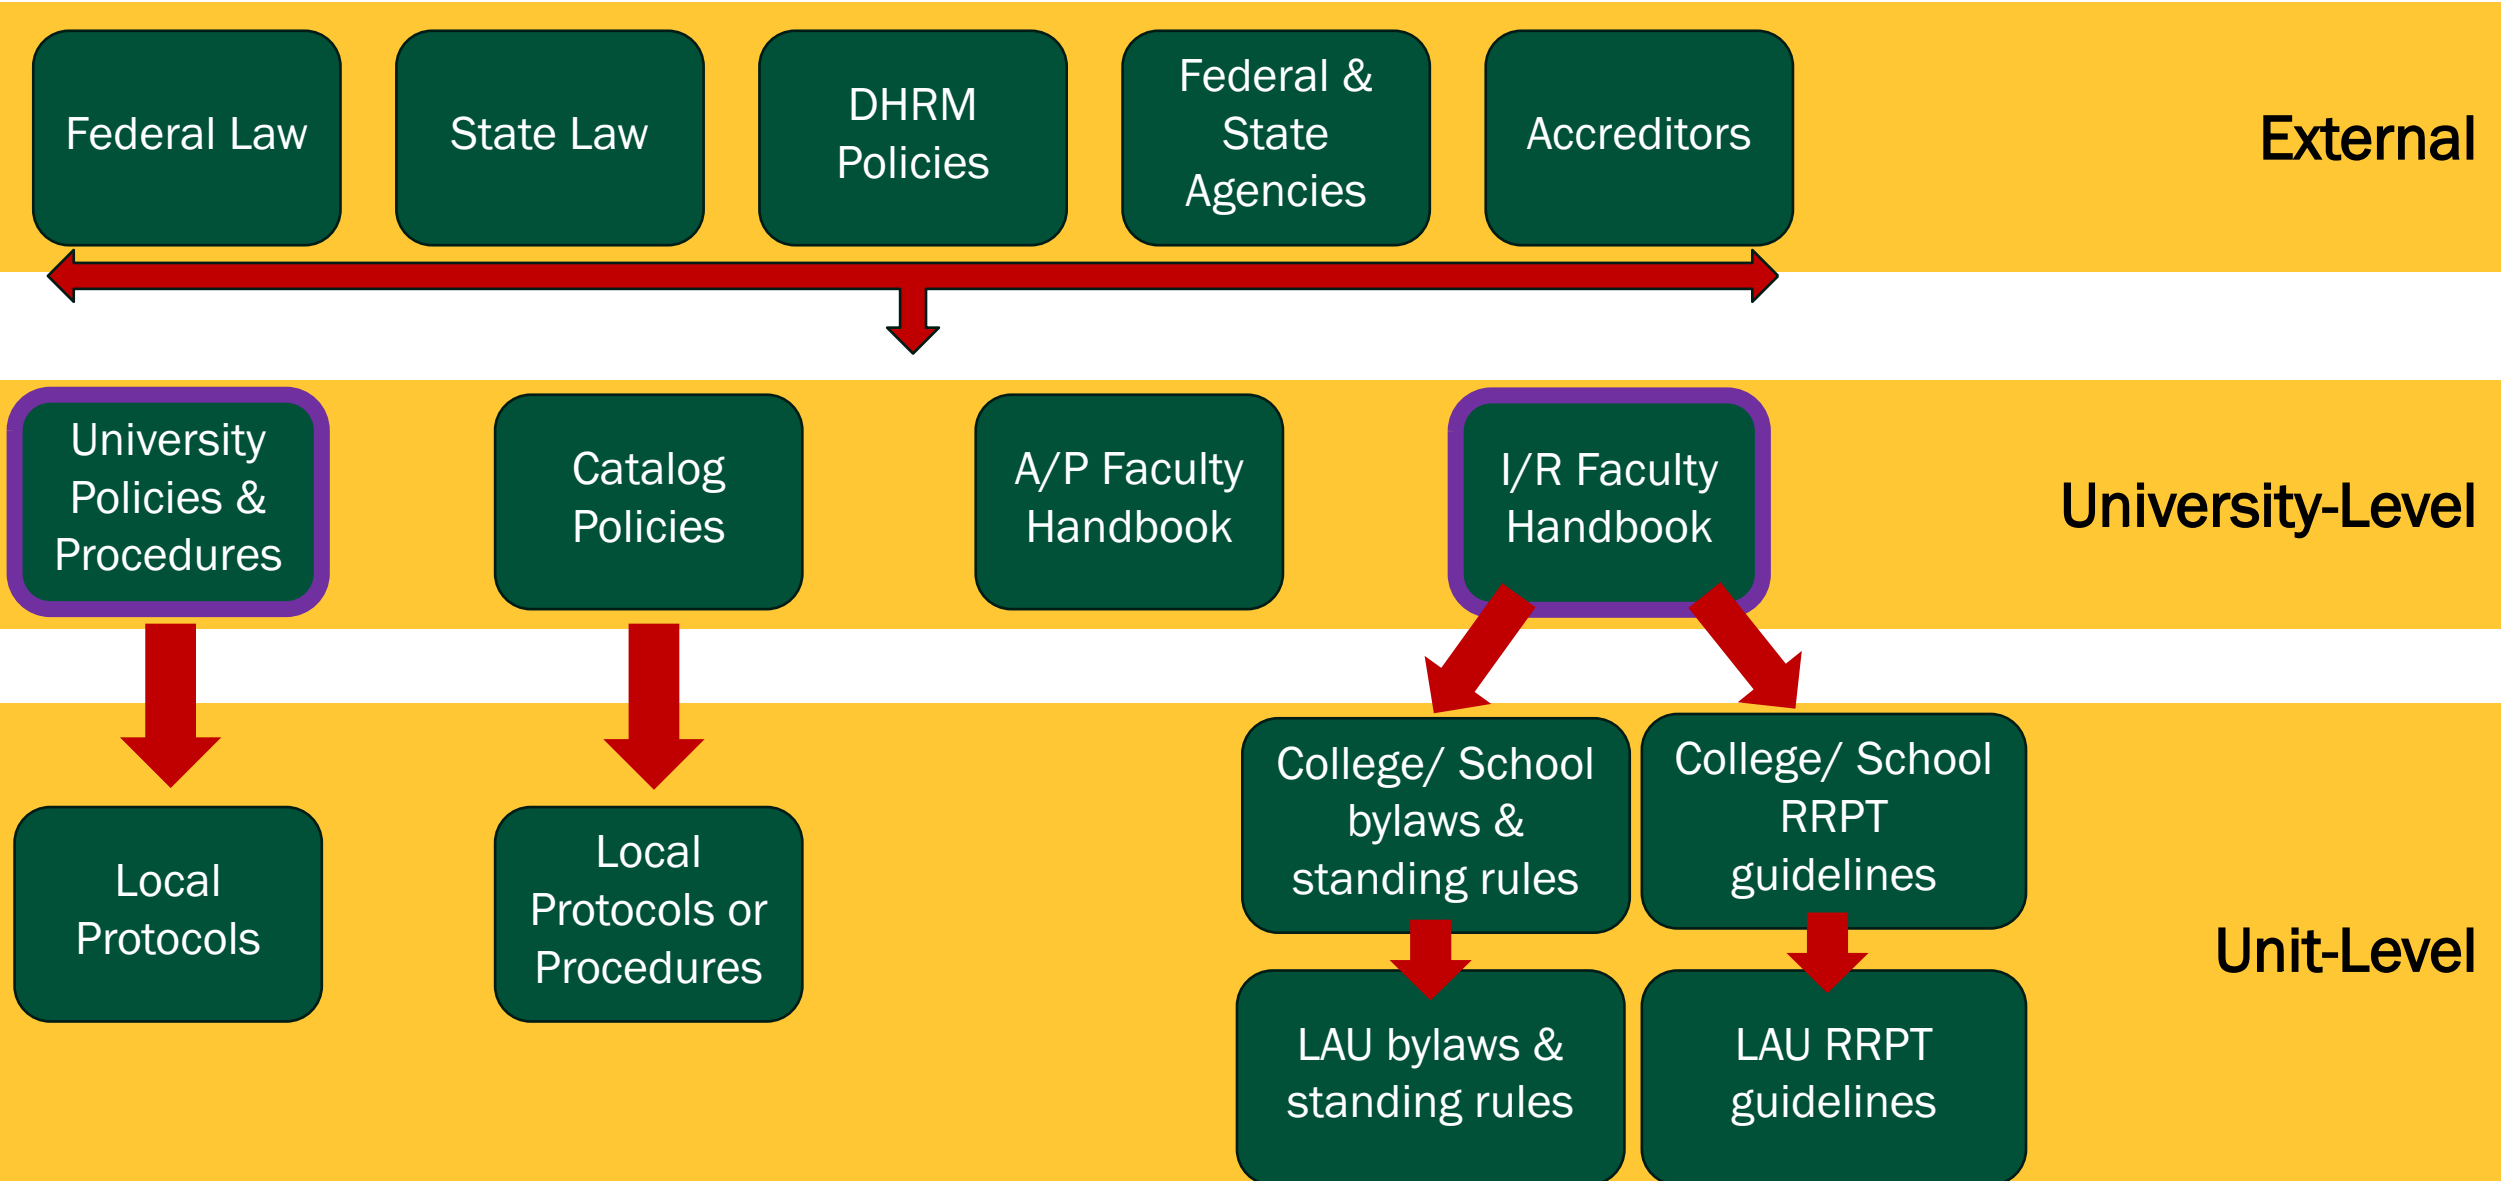 Federal Law
State Law
DHRM
Policies
Federal &
State
Agencies
Accreditors
External
University
Policies &
Procedures
Catalog
Policies
A/P Faculty
Handbook
I/R Faculty
Handbook
University-Level
Local
Protocols
Local
Protocols or
Procedures
College/ School
bylaws &
standing rules
College/ School
RRPT
guidelines
LAU bylaws &
standing rules
LAU RRPT
guidelines
Unit-Level